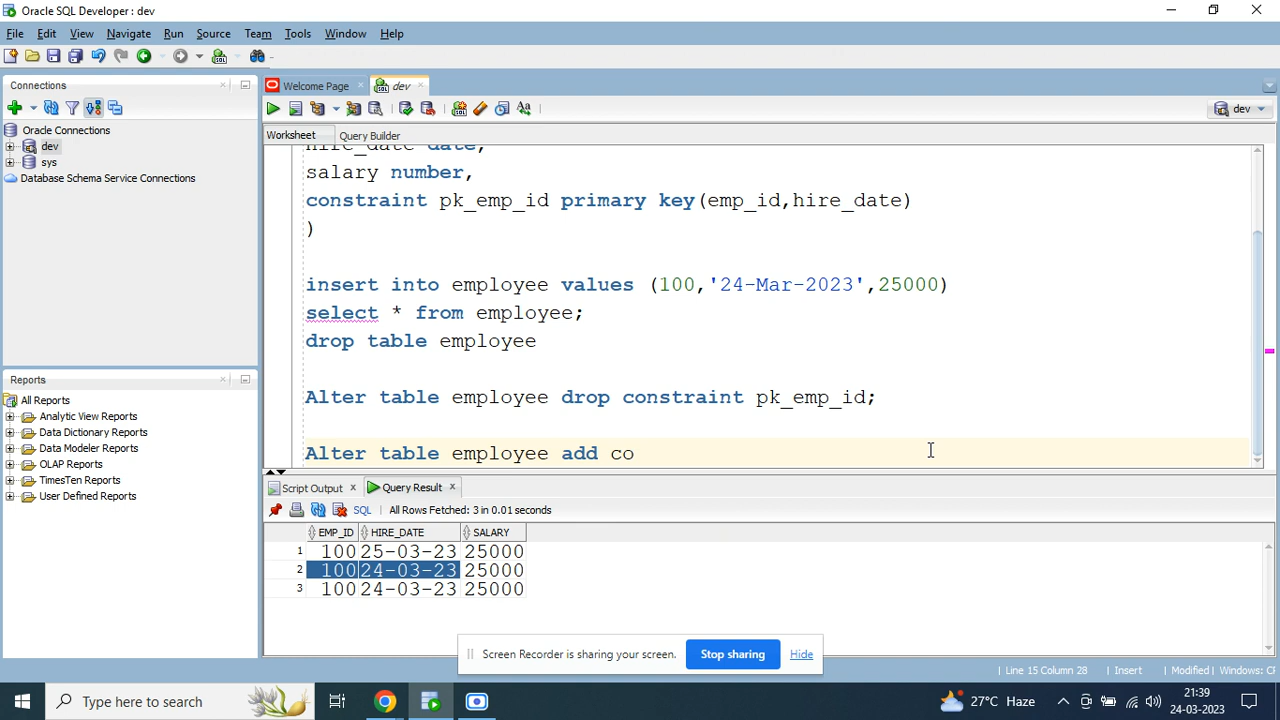 Oracle SQL Developer : dev
File Edit View Navigate Run Source Team Tools Window Help
Connections
Welcome Page
dev
dev
Worksheet Query Builder
Oracle Connections
dev
sys
Database Schema Service Connections
hire_date date,
salary number,
constraint pk_emp_id primary key(emp_id,hire_date)
)
insert into employee values (100,'24-Mar-2023',25000)
select * from employee;
drop table employee
Alter table employee drop constraint pk_emp_id;
Alter table employee add co
Reports
All Reports
Analytic View Reports
Data Dictionary Reports
Data Modeler Reports
OLAP Reports
TimesTen Reports
User Defined Reports
Script Output Query Result
SQL All Rows Fetched: 3 in 0.01 seconds
EMP_ID HIRE_DATE SALARY
1 100 25-03-23 25000
2 100 24-03-23 25000
3 100 24-03-23 25000
Screen Recorder is sharing your screen. Stop sharing Hide
Line 15 Column 28 Insert Modified Windows: CF
Type here to search
27°C Haze
21:39
24-03-2023